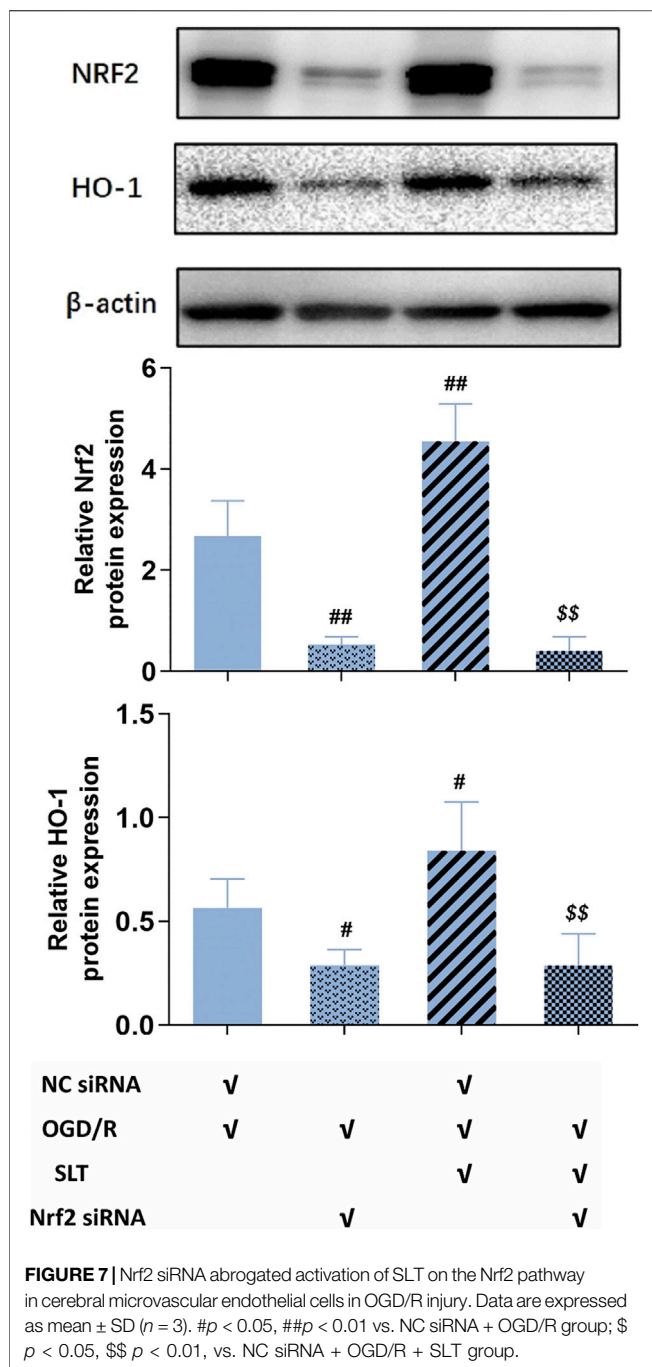 NRF2
HO-1
β-actin
Relative Nrf2
protein expression
6
4
2
0
##
##
$$
Relative HO-1
protein expression
1.5
1.0
0.5
0.0
#
#
$$
NC siRNA √ √
OGD/R √ √ √ √
SLT √ √
Nrf2 siRNA √ √
FIGURE 7 | Nrf2 siRNA abrogated activation of SLT on the Nrf2 pathway
in cerebral microvascular endothelial cells in OGD/R injury. Data are expressed
as mean ± SD (n = 3). #p < 0.05, ##p < 0.01 vs. NC siRNA + OGD/R group; $
p < 0.05, $$ p < 0.01, vs. NC siRNA + OGD/R + SLT group.